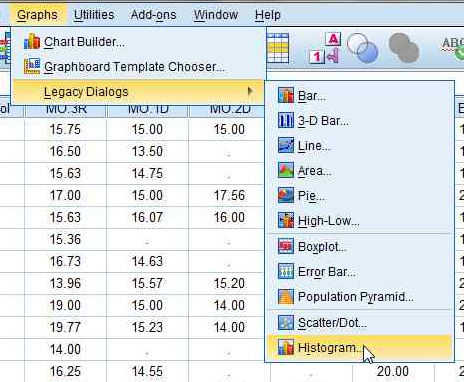 Graphs Utilities Add-ons Window Help
Chart Builder...
Graphboard Template Chooser...
Legacy Dialogs
MO.3R MO.1D MO.2D
Bar...
3-D Bar...
Line...
Area...
Pie...
High-Low...
Boxplot...
Error Bar...
Population Pyramid...
Scatter/Dot...
Histogram...
15.75 15.00 15.00
16.50 13.50 .
15.63 14.75 .
17.00 15.00 17.56
15.63 16.07 16.00
15.36 . .
16.73 14.63 .
13.96 15.57 15.20
19.00 15.00 14.00
19.77 15.23 14.00
14.00 . .
16.25 14.55 . . 20.00